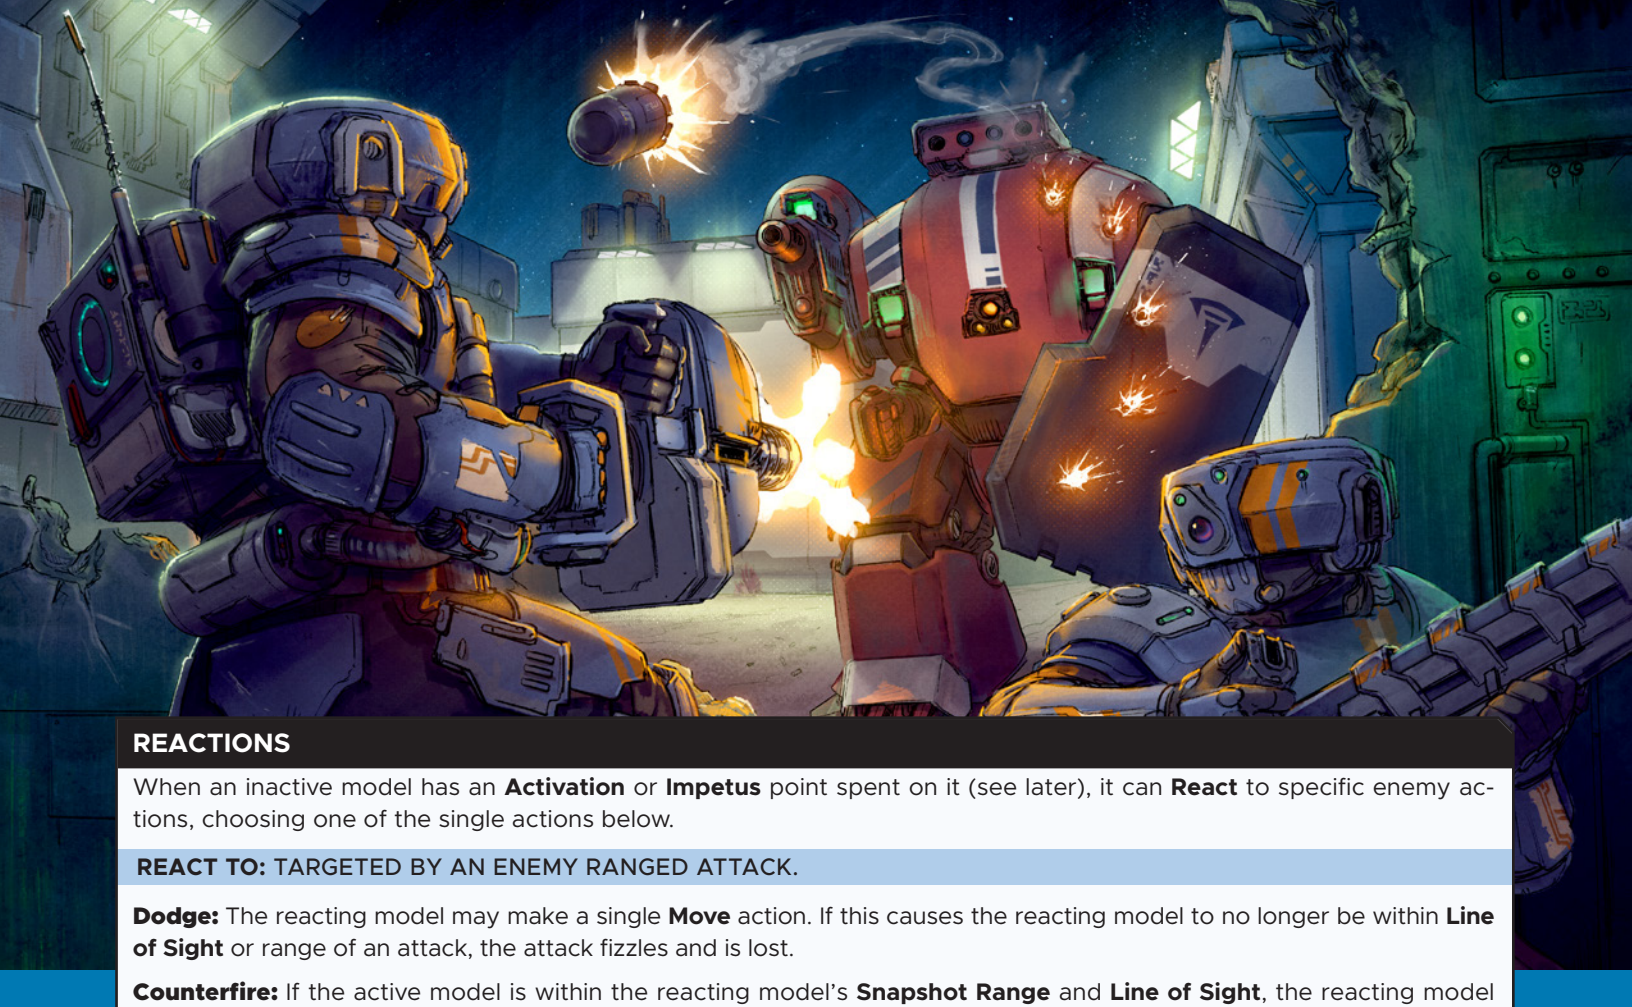 REACTIONS
When an inactive model has an Activation or Impetus point spent on it (see later), it can React to specific enemy ac-
tions, choosing one of the single actions below.
REACT TO: TARGETED BY AN ENEMY RANGED ATTACK.
Dodge: The reacting model may make a single Move action. If this causes the reacting model to no longer be within Line
of Sight or range of an attack, the attack fizzles and is lost.
Counterfire: If the active model is within the reacting model’s Snapshot Range and Line of Sight, the reacting model